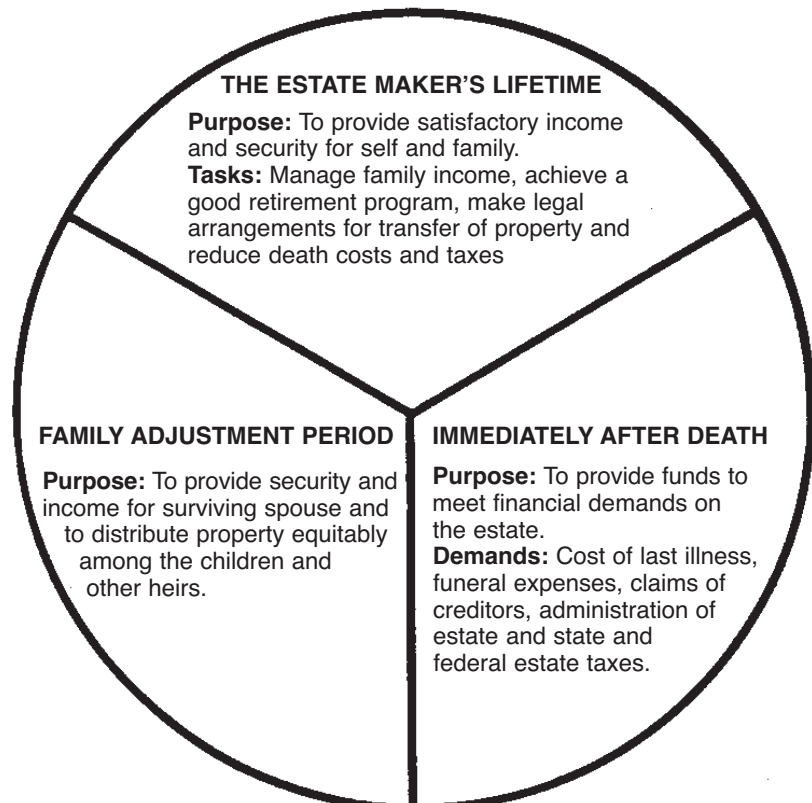 THE ESTATE MAKER'S LIFETIME
Purpose: To provide satisfactory income
and security for self and family.
Tasks: Manage family income, achieve a
good retirement program, make legal
arrangements for transfer of property and
reduce death costs and taxes
FAMILY ADJUSTMENT PERIOD
Purpose: To provide security and
income for surviving spouse and
to distribute property equitably
among the children and
other heirs.
IMMEDIATELY AFTER DEATH
Purpose: To provide funds to
meet financial demands on
the estate.
Demands: Cost of last illness,
funeral expenses, claims of
creditors, administration of
estate and state and
federal estate taxes.